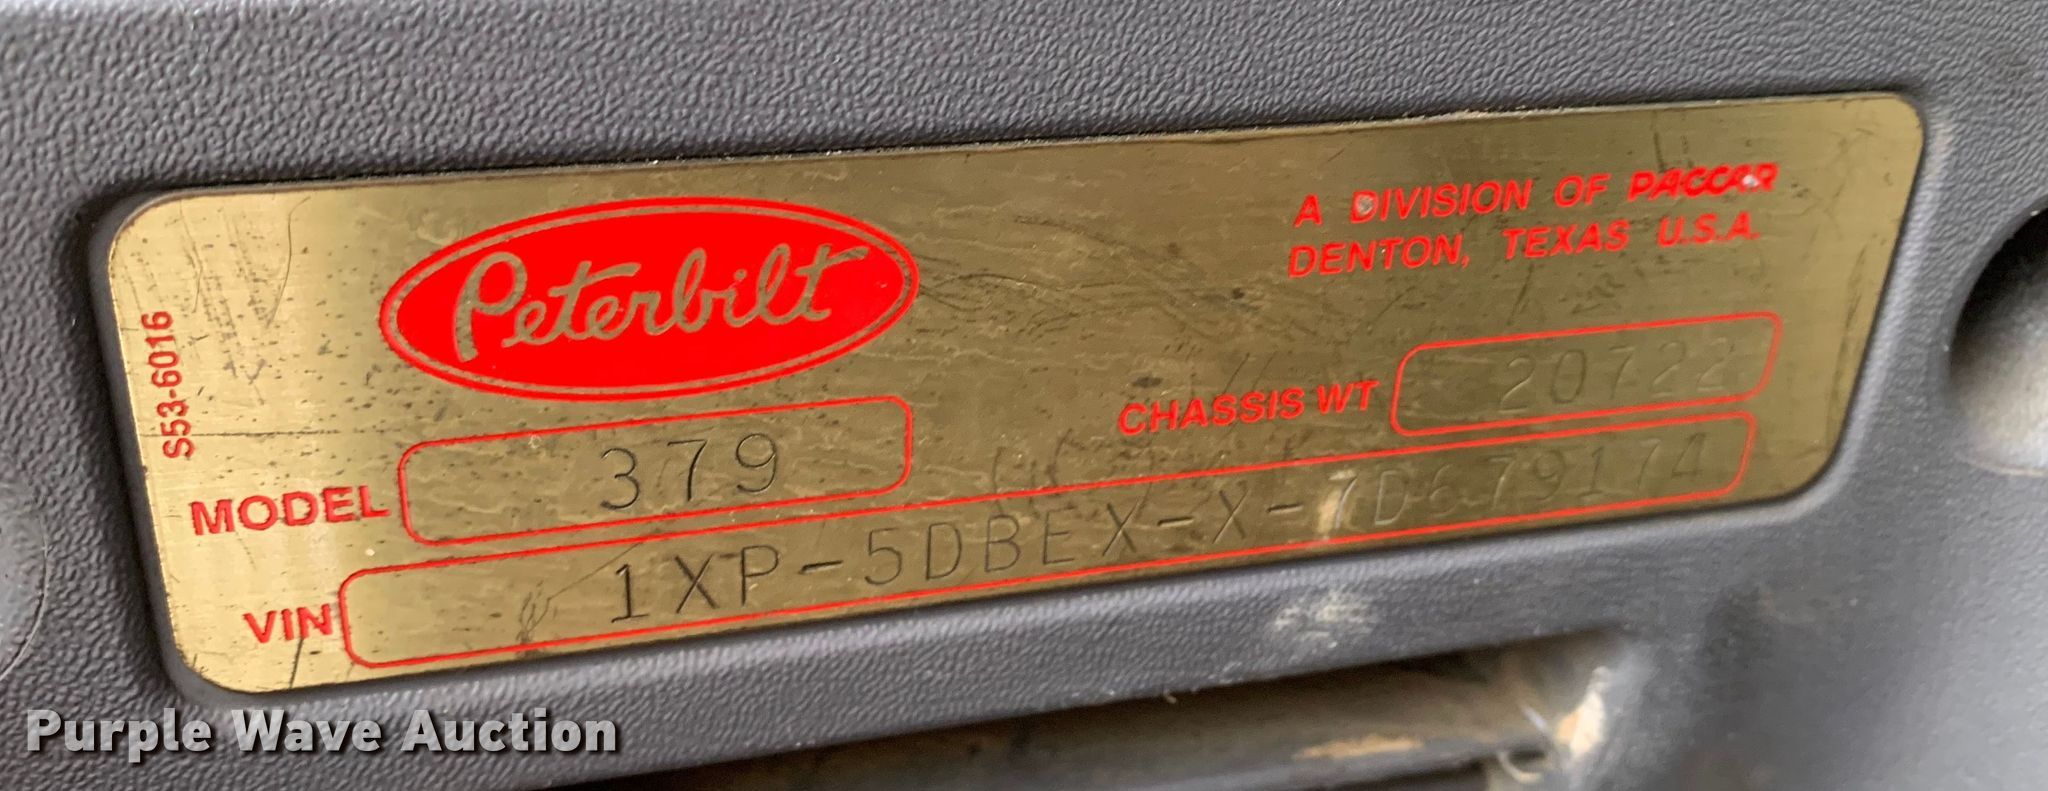 Peterbilt
A DIVISION OF PACCAR
DENTON, TEXAS U.S.A.
S53-6016
CHASSIS WT 20722
MODEL 379
VIN 1XP-5DBEX-X-7D679174
Purple Wave Auction